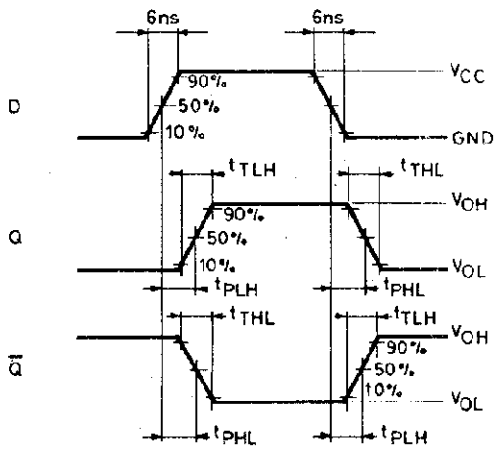 6ns 6ns
VCC
90%
D 50%
10%
GND
tTLH tTHL
VOH
90%
Q 50%
10%
VOL
tPLH tPHL
tTHL tTLH
VOH
90%
Q̅ 50%
10%
VOL
tPHL tPLH